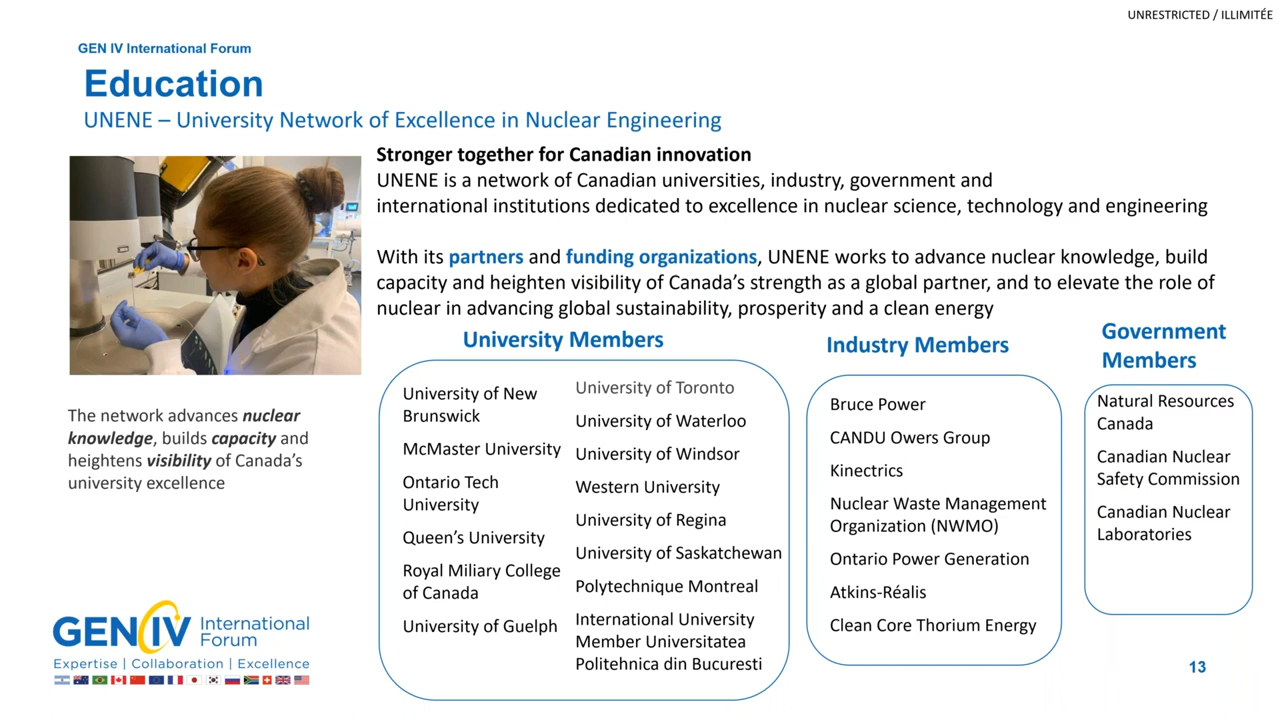 UNRESTRICTED / ILLIMITÉE
GEN IV International Forum
Education
UNENE – University Network of Excellence in Nuclear Engineering
Stronger together for Canadian innovation
UNENE is a network of Canadian universities, industry, government and
international institutions dedicated to excellence in nuclear science, technology and engineering
With its partners and funding organizations, UNENE works to advance nuclear knowledge, build
capacity and heighten visibility of Canada’s strength as a global partner, and to elevate the role of
nuclear in advancing global sustainability, prosperity and a clean energy
The network advances nuclear
knowledge, builds capacity and
heightens visibility of Canada’s
university excellence
University Members
University of New
Brunswick
McMaster University
Ontario Tech
University
Queen’s University
Royal Miliary College
of Canada
University of Guelph
University of Toronto
University of Waterloo
University of Windsor
Western University
University of Regina
University of Saskatchewan
Polytechnique Montreal
International University
Member Universitatea
Politehnica din Bucuresti
Industry Members
Bruce Power
CANDU Owers Group
Kinectrics
Nuclear Waste Management
Organization (NWMO)
Ontario Power Generation
Atkins-Réalis
Clean Core Thorium Energy
Government
Members
Natural Resources
Canada
Canadian Nuclear
Safety Commission
Canadian Nuclear
Laboratories
GEN IV International
Forum
Expertise | Collaboration | Excellence
13